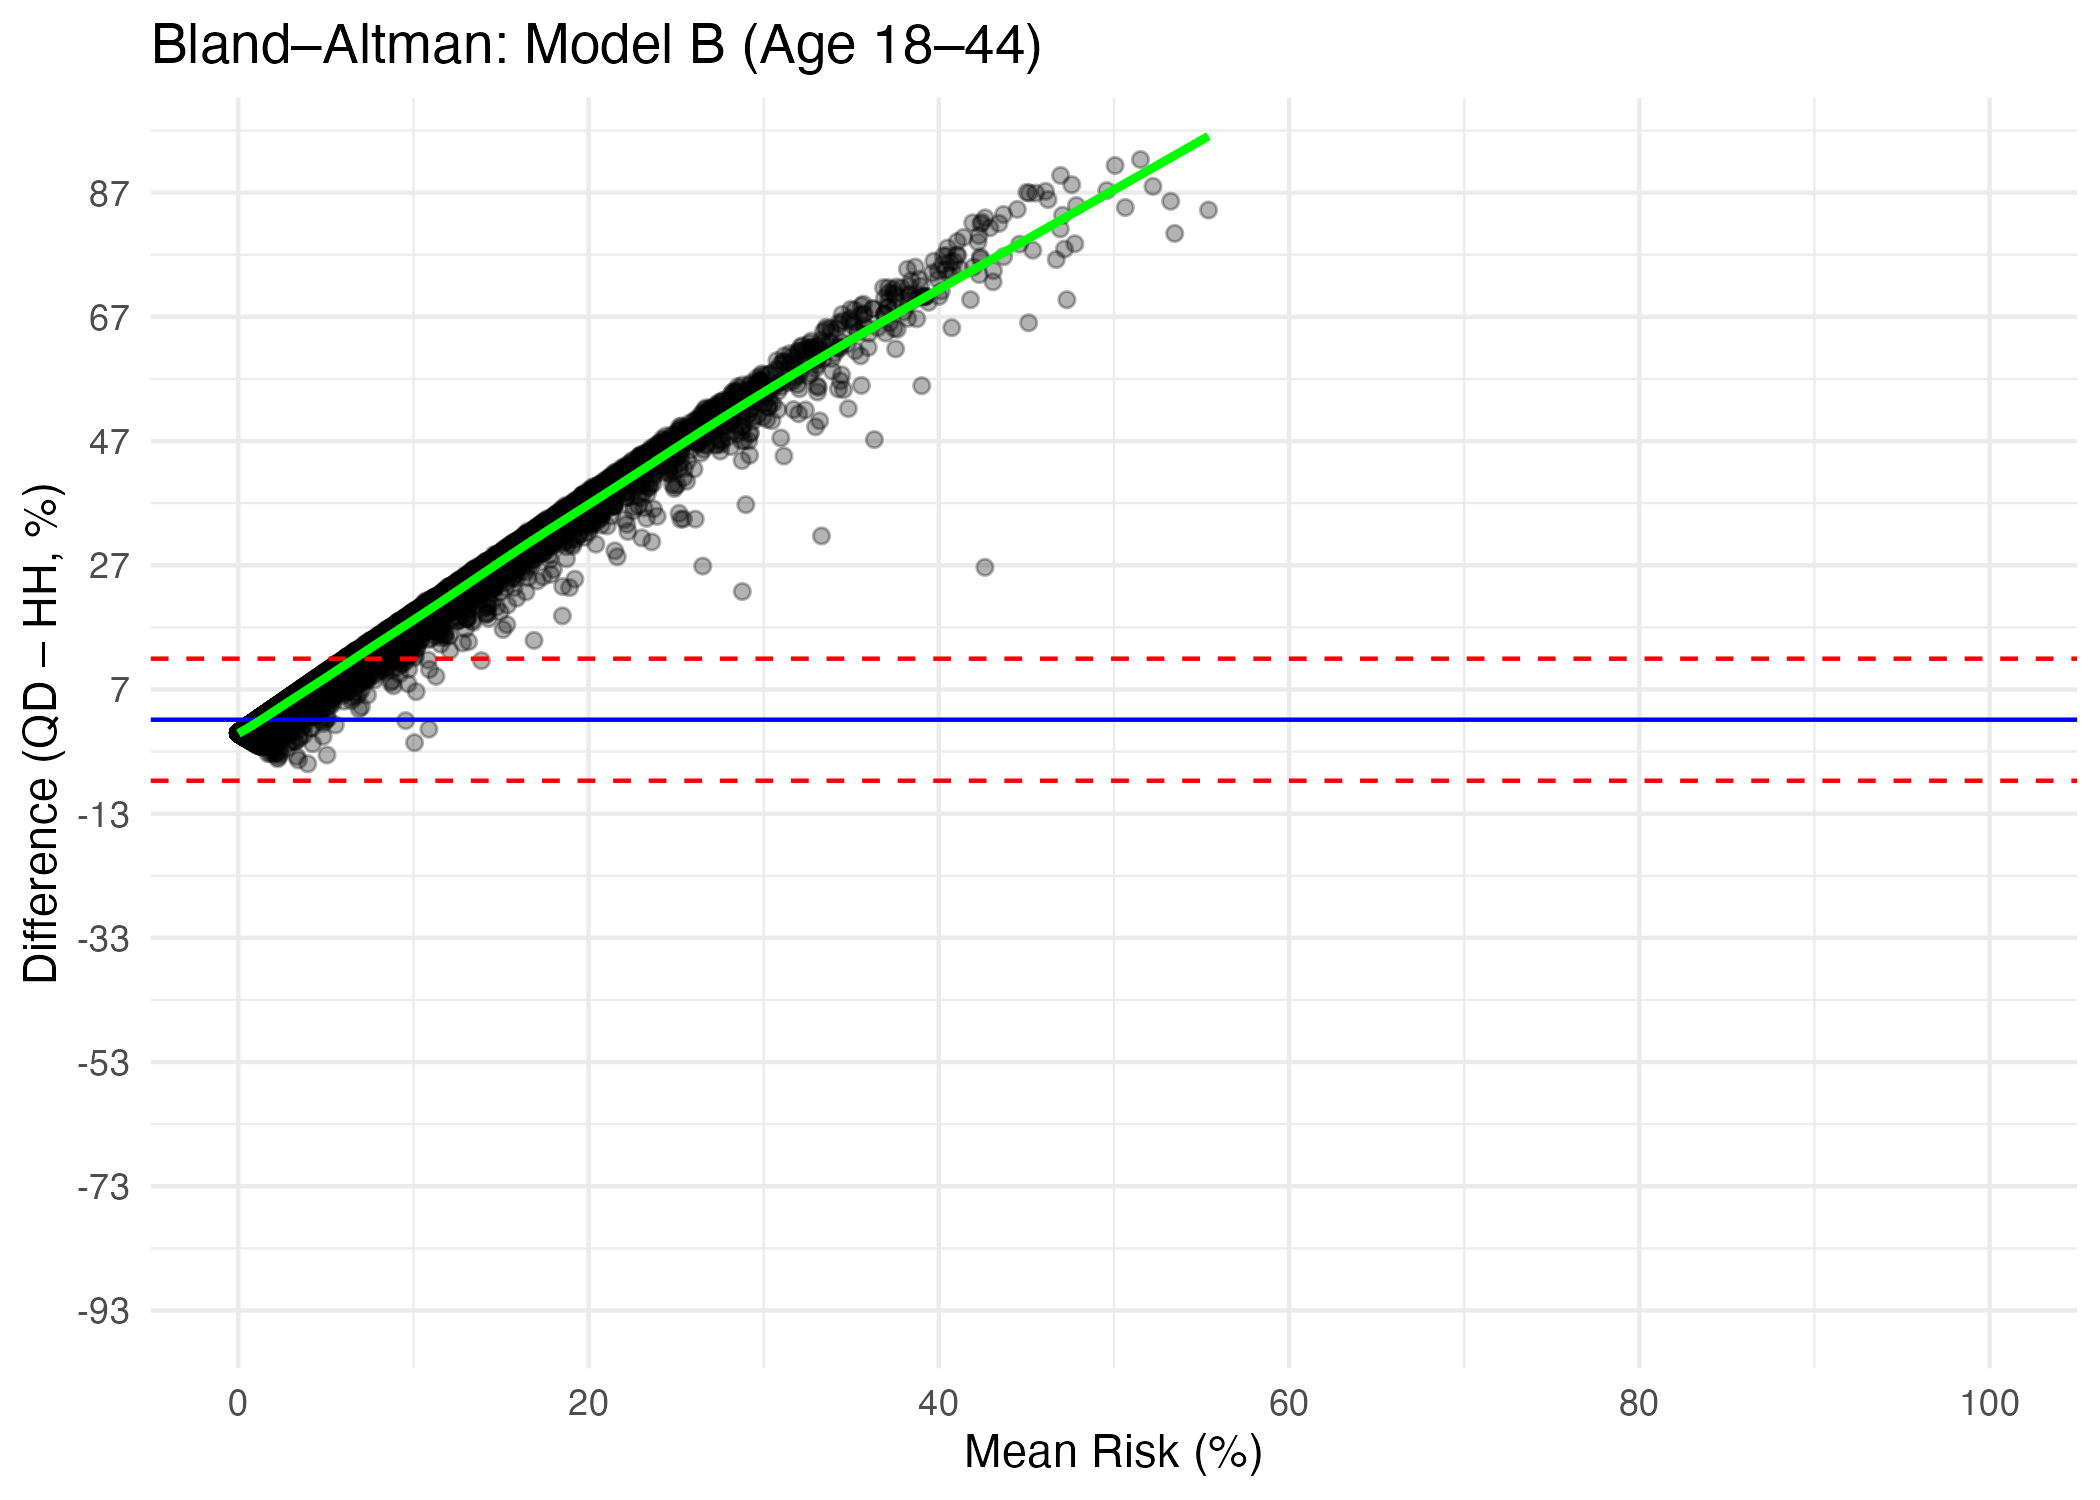 Bland–Altman: Model B (Age 18–44)
Difference (QD – HH, %)
87
67
47
27
7
-13
-33
-53
-73
-93
0 20 40 60 80 100
Mean Risk (%)